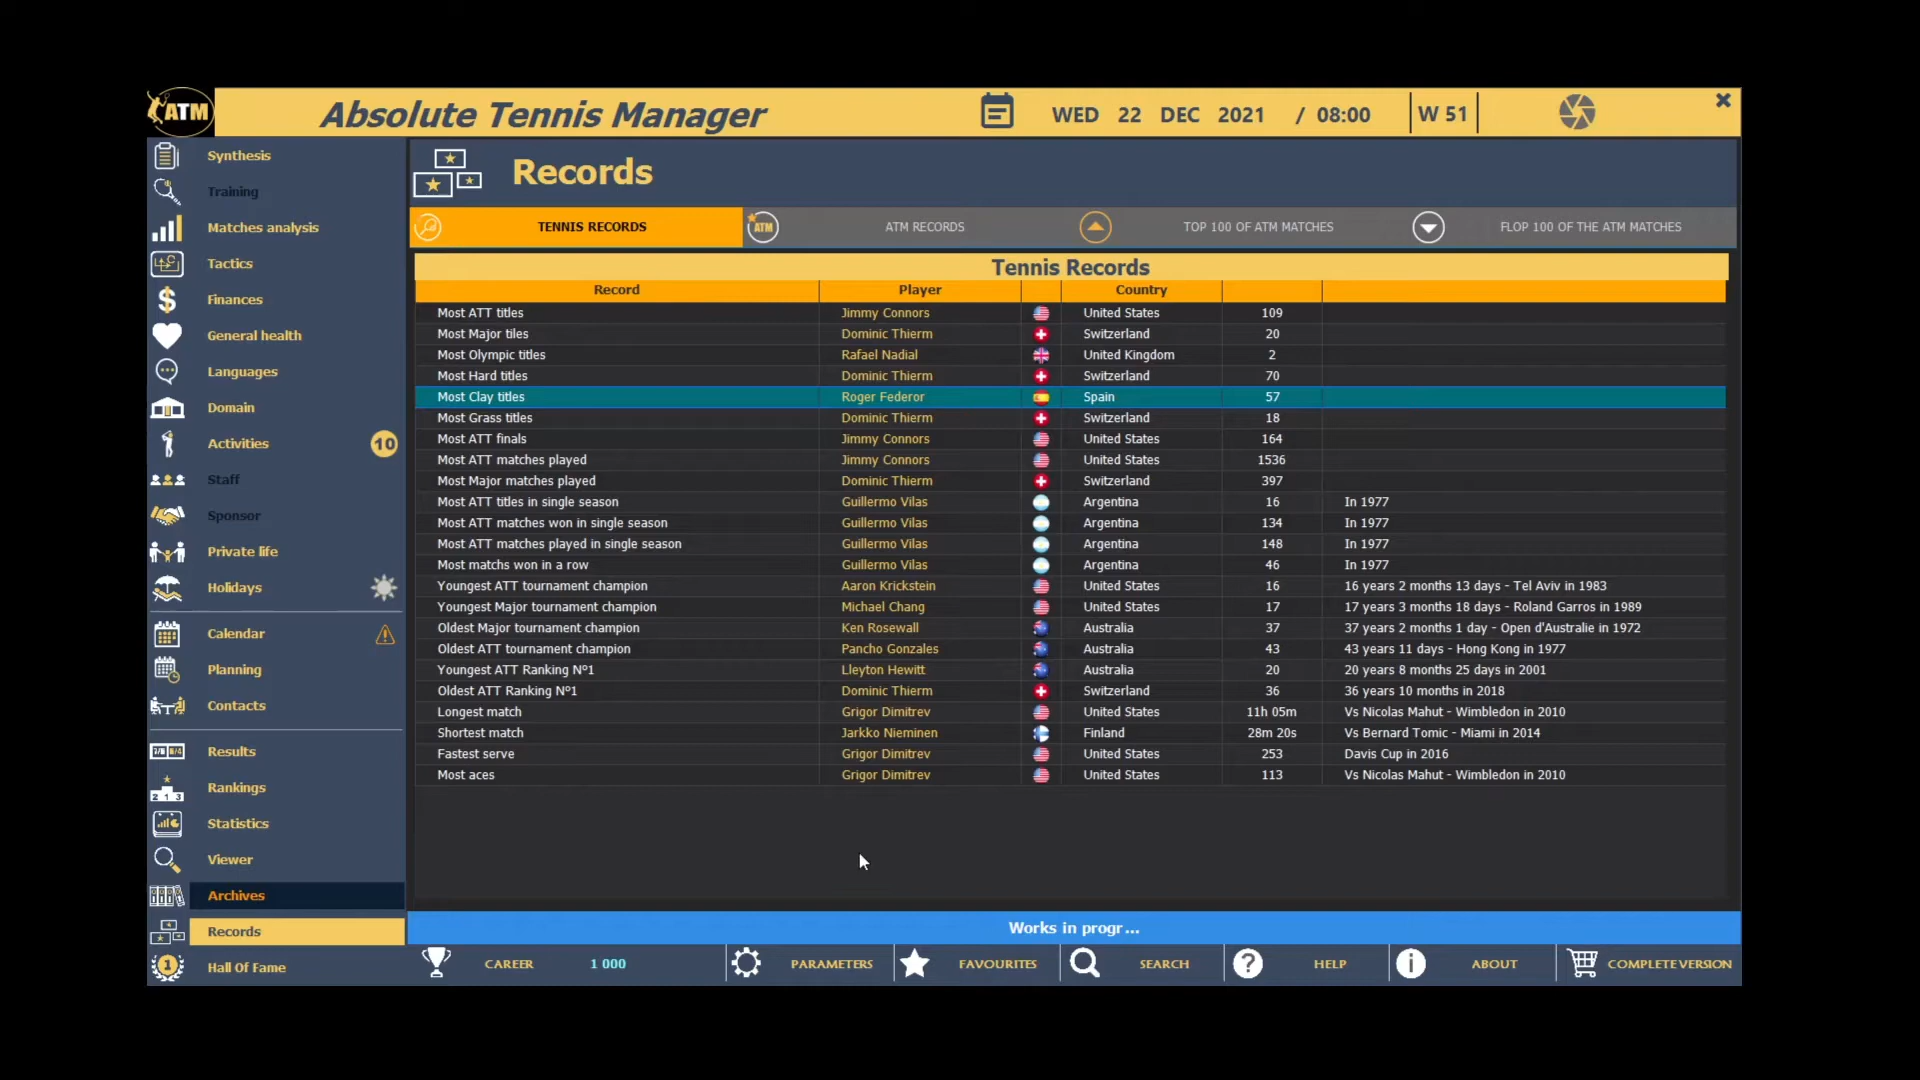 ATM Absolute Tennis Manager WED 22 DEC 2021 / 08:00 W 51
Synthesis
Training
Matches analysis
Tactics
Finances
General health
Languages
Domain
Activities 10
Staff
Sponsor
Private life
Holidays
Calendar
Planning
Contacts
Results
Rankings
Statistics
Viewer
Archives
Records
Hall Of Fame
Records
TENNIS RECORDS ATM ATM RECORDS TOP 100 OF ATM MATCHES FLOP 100 OF THE ATM MATCHES
Tennis Records
Record Player Country
Most ATT titles Jimmy Connors United States 109
Most Major tiles Dominic Thierm Switzerland 20
Most Olympic titles Rafael Nadial United Kingdom 2
Most Hard titles Dominic Thierm Switzerland 70
Most Clay titles Roger Federor Spain 57
Most Grass titles Dominic Thierm Switzerland 18
Most ATT finals Jimmy Connors United States 164
Most ATT matches played Jimmy Connors United States 1536
Most Major matches played Dominic Thierm Switzerland 397
Most ATT titles in single season Guillermo Vilas Argentina 16 In 1977
Most ATT matches won in single season Guillermo Vilas Argentina 134 In 1977
Most ATT matches played in single season Guillermo Vilas Argentina 148 In 1977
Most matchs won in a row Guillermo Vilas Argentina 46 In 1977
Youngest ATT tournament champion Aaron Krickstein United States 16 16 years 2 months 13 days - Tel Aviv in 1983
Youngest Major tournament champion Michael Chang United States 17 17 years 3 months 18 days - Roland Garros in 1989
Oldest Major tournament champion Ken Rosewall Australia 37 37 years 2 months 1 day - Open d'Australie in 1972
Oldest ATT tournament champion Pancho Gonzales Australia 43 43 years 11 days - Hong Kong in 1977
Youngest ATT Ranking Nº1 Lleyton Hewitt Australia 20 20 years 8 months 25 days in 2001
Oldest ATT Ranking Nº1 Dominic Thierm Switzerland 36 36 years 10 months in 2018
Longest match Grigor Dimitrev United States 11h 05m Vs Nicolas Mahut - Wimbledon in 2010
Shortest match Jarkko Nieminen Finland 28m 20s Vs Bernard Tomic - Miami in 2014
Fastest serve Grigor Dimitrev United States 253 Davis Cup in 2016
Most aces Grigor Dimitrev United States 113 Vs Nicolas Mahut - Wimbledon in 2010
Works in progr ...
CAREER 1 000 PARAMETERS FAVOURITES SEARCH HELP ABOUT COMPLETE VERSION